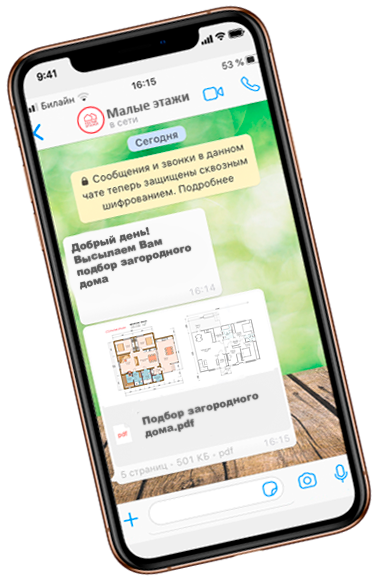 9:41
16:15
53 %
Билайн
Малые этажи
в сети
Сегодня
Сообщения и звонки в данном
чате теперь защищены сквозным
шифрованием. Подробнее
Добрый день!
Высылаем Вам
подбор загородного
дома
16:14
Подбор загородного
дома.pdf
5 страниц - 501 КБ - pdf
16:15